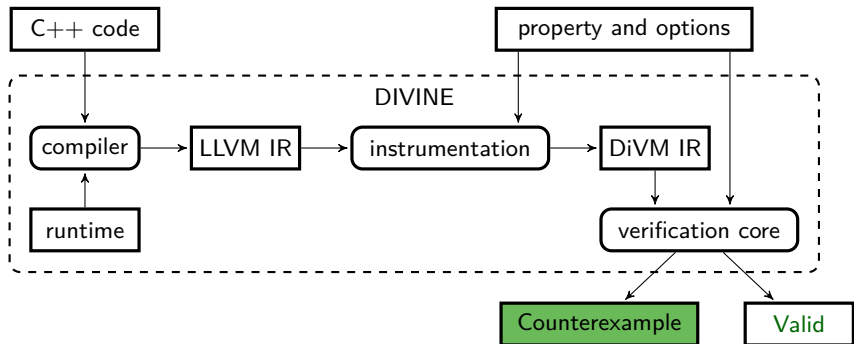 C++ code
property and options
DIVINE
compiler
LLVM IR
instrumentation
DiVM IR
runtime
verification core
Counterexample
Valid